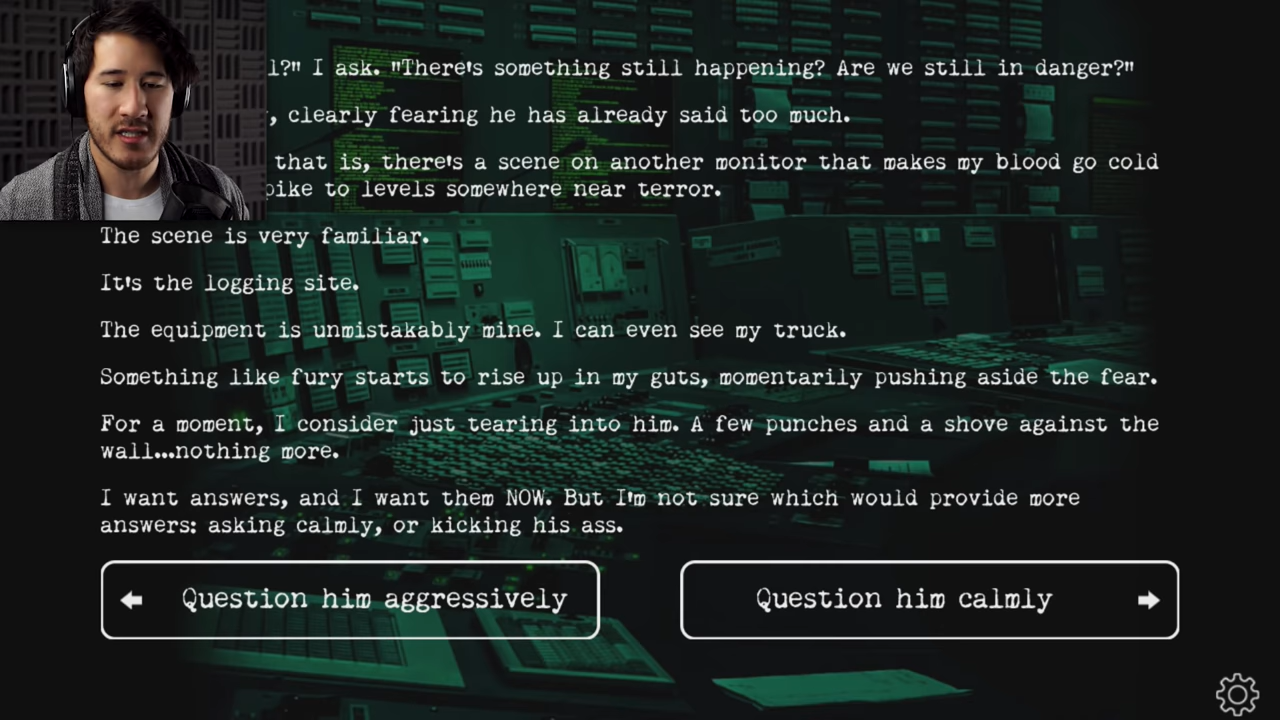 l?" I ask. "There's something still happening? Are we still in danger?"
, clearly fearing he has already said too much.
that is, there's a scene on another monitor that makes my blood go cold
pike to levels somewhere near terror.
The scene is very familiar.
It's the logging site.
The equipment is unmistakably mine. I can even see my truck.
Something like fury starts to rise up in my guts, momentarily pushing aside the fear.
For a moment, I consider just tearing into him. A few punches and a shove against the
wall...nothing more.
I want answers, and I want them NOW. But I'm not sure which would provide more
answers: asking calmly, or kicking his ass.
Question him aggressively
Question him calmly